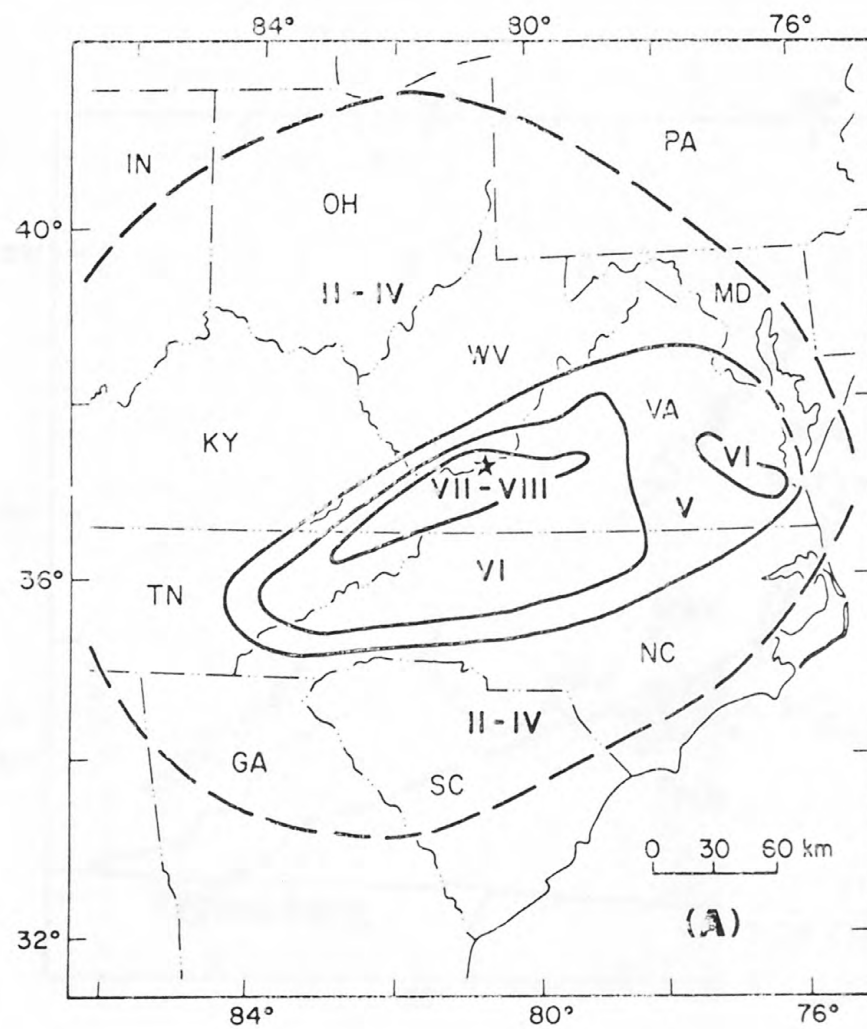 84° 80° 76°
IN
PA
40°
OH
II - IV
MD
WV
VA
KY
VI
VII - VIII
V
36°
TN
VI
NC
II - IV
GA
SC
0 30 60 km
(A)
32°
84° 80° 76°